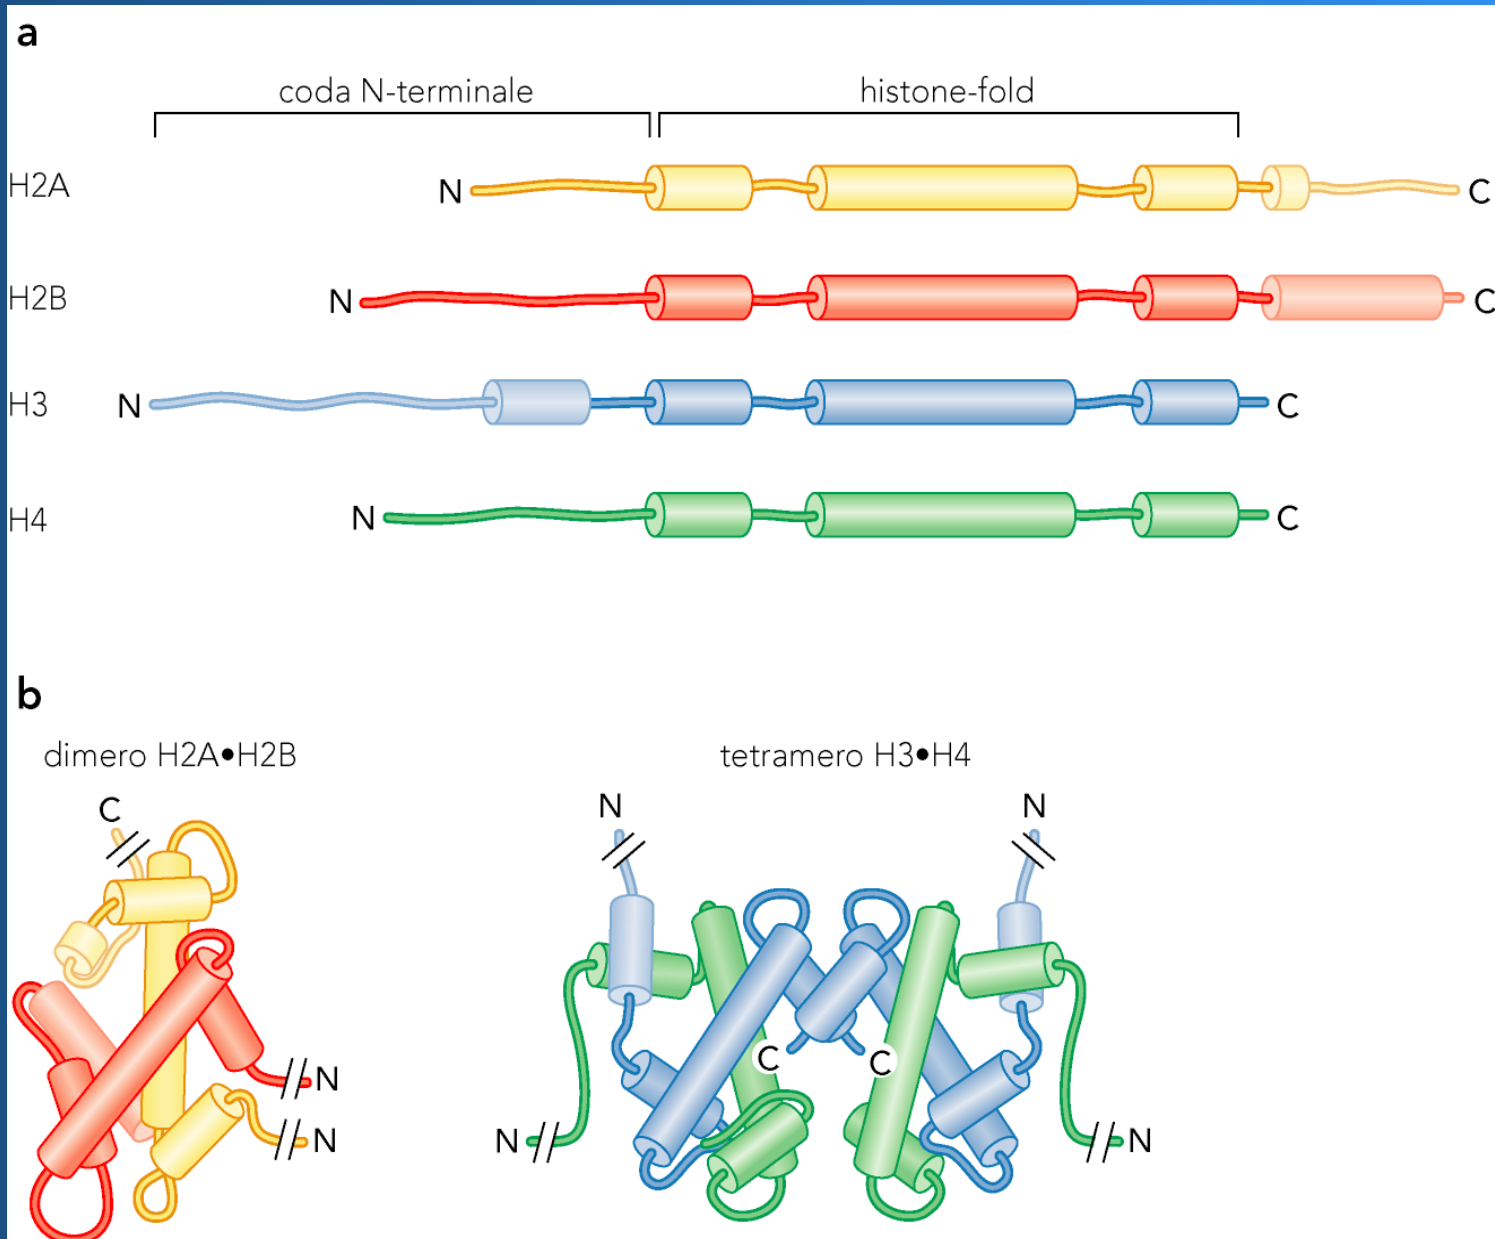 a
coda N-terminale histone-fold
H2A N C
H2B N C
H3 N C
H4 N C
b
dimero H2A•H2B tetramero H3•H4
C N N
C C
N
N N N